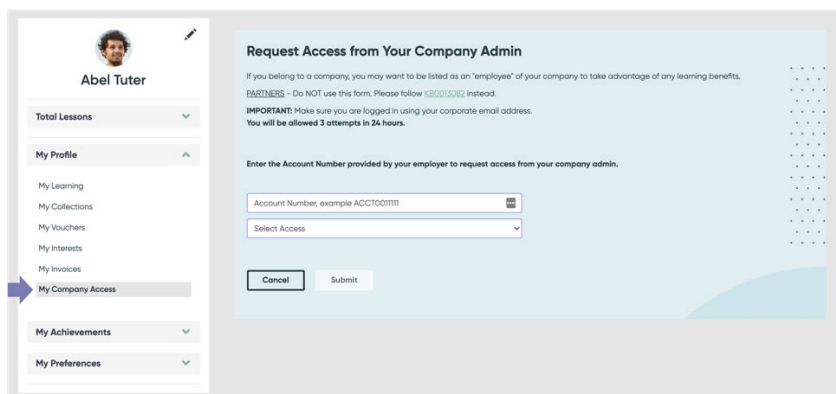 Abel Tuter
Total Lessons
My Profile
My Learning
My Collections
My Vouchers
My Interests
My Invoices
My Company Access
My Achievements
My Preferences
Request Access from Your Company Admin
If you belong to a company, you may want to be listed as an "employee" of your company to take advantage of any learning benefits.
PARTNERS - Do NOT use this form. Please follow KB0013082 instead.
IMPORTANT: Make sure you are logged in using your corporate email address.
You will be allowed 3 attempts in 24 hours.
Enter the Account Number provided by your employer to request access from your company admin.
Account Number, example ACCT0011111
Select Access
Cancel Submit